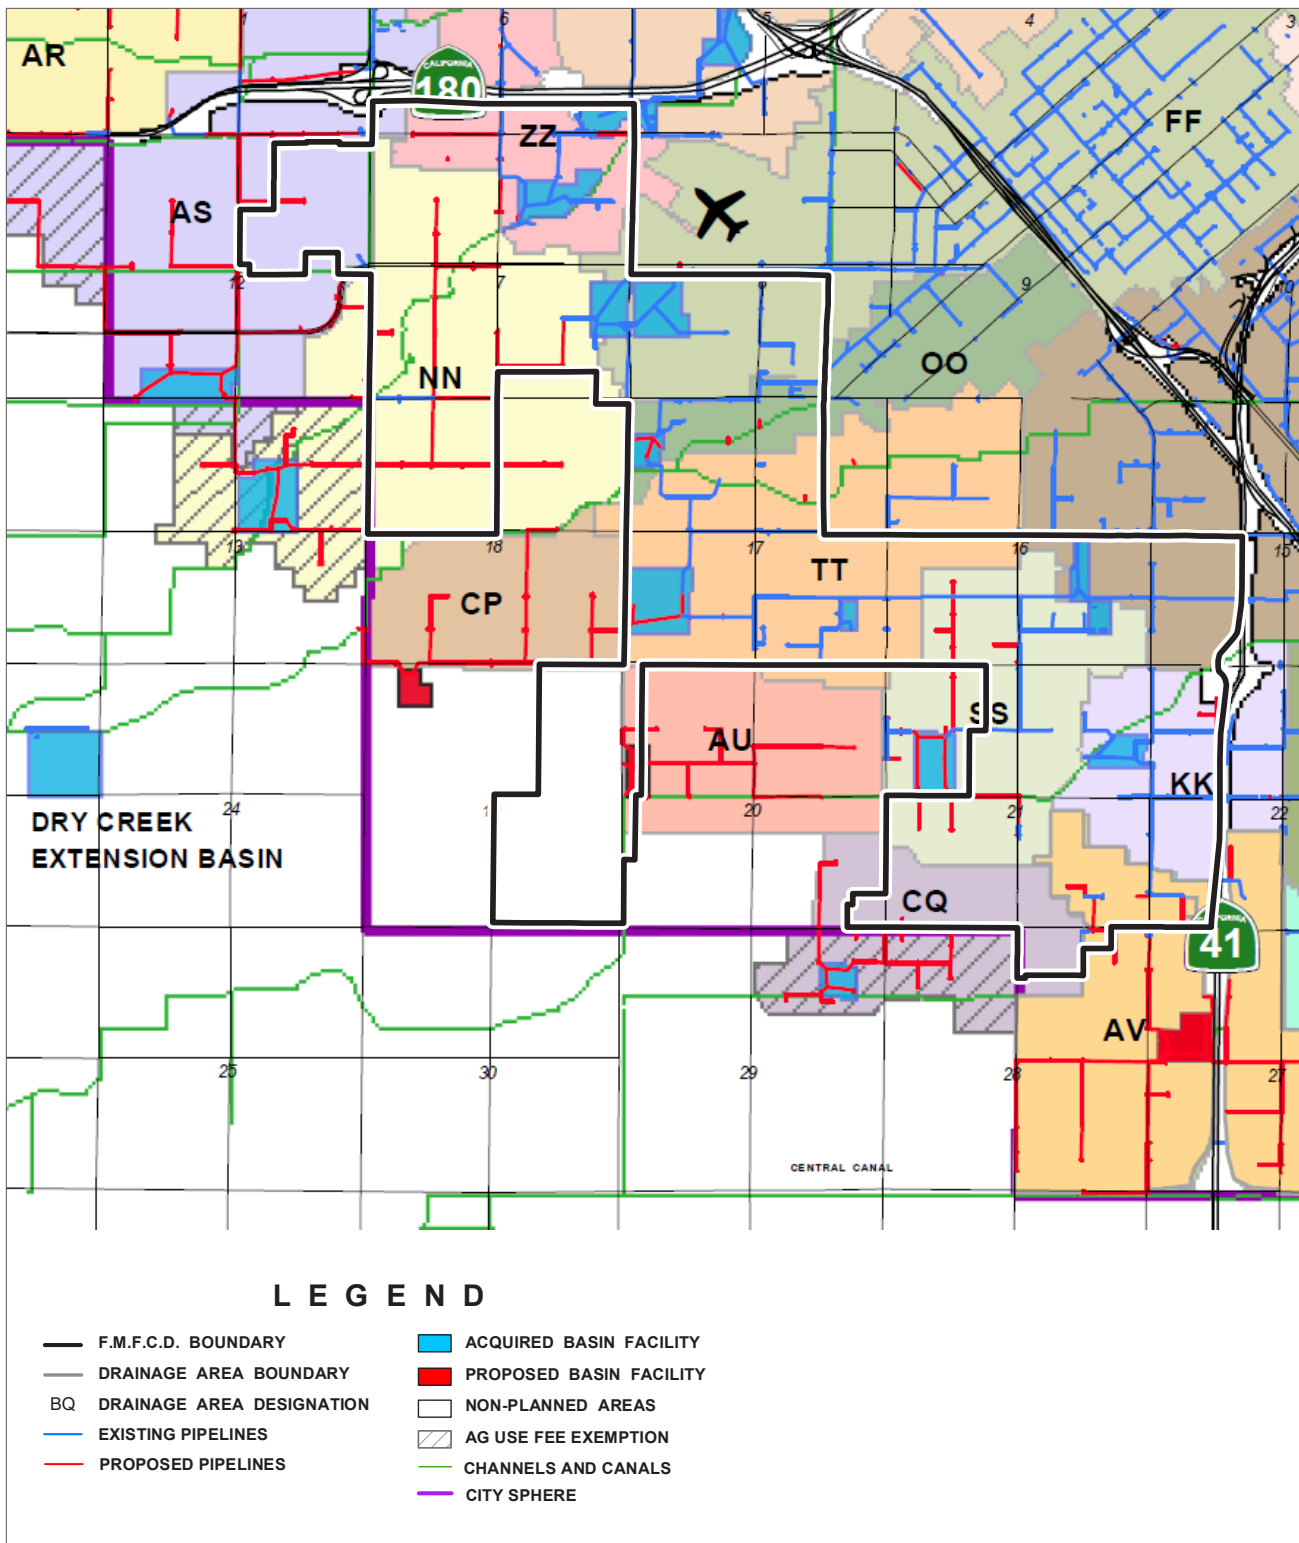 1
6
5
4
3
AR
CALIFORNIA
180
ZZ
FF
AS
12
7
8
9
10
NN
OO
13
18
17
16
15
TT
CP
SS
AU
KK
24
20
21
22
DRY CREEK
EXTENSION BASIN
CQ
41
AV
25
30
29
28
27
CENTRAL CANAL
LEGEND
F.M.F.C.D. BOUNDARY
DRAINAGE AREA BOUNDARY
BQ DRAINAGE AREA DESIGNATION
EXISTING PIPELINES
PROPOSED PIPELINES
ACQUIRED BASIN FACILITY
PROPOSED BASIN FACILITY
NON-PLANNED AREAS
AG USE FEE EXEMPTION
CHANNELS AND CANALS
CITY SPHERE